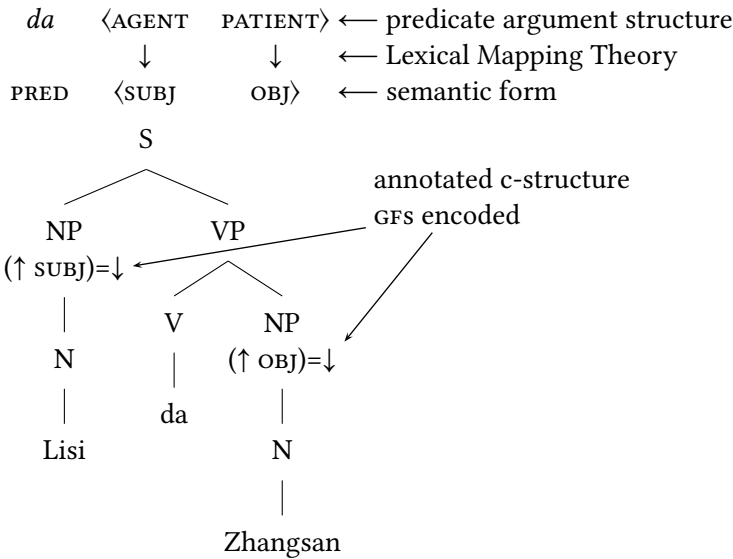 da ⟨AGENT PATIENT⟩ ← predicate argument structure
↓ ↓ ← Lexical Mapping Theory
PRED ⟨SUBJ OBJ⟩ ← semantic form
S
annotated c-structure
GFs encoded
NP VP
(↑ SUBJ)=↓
V NP
N (↑ OBJ)=↓
da
Lisi N
Zhangsan